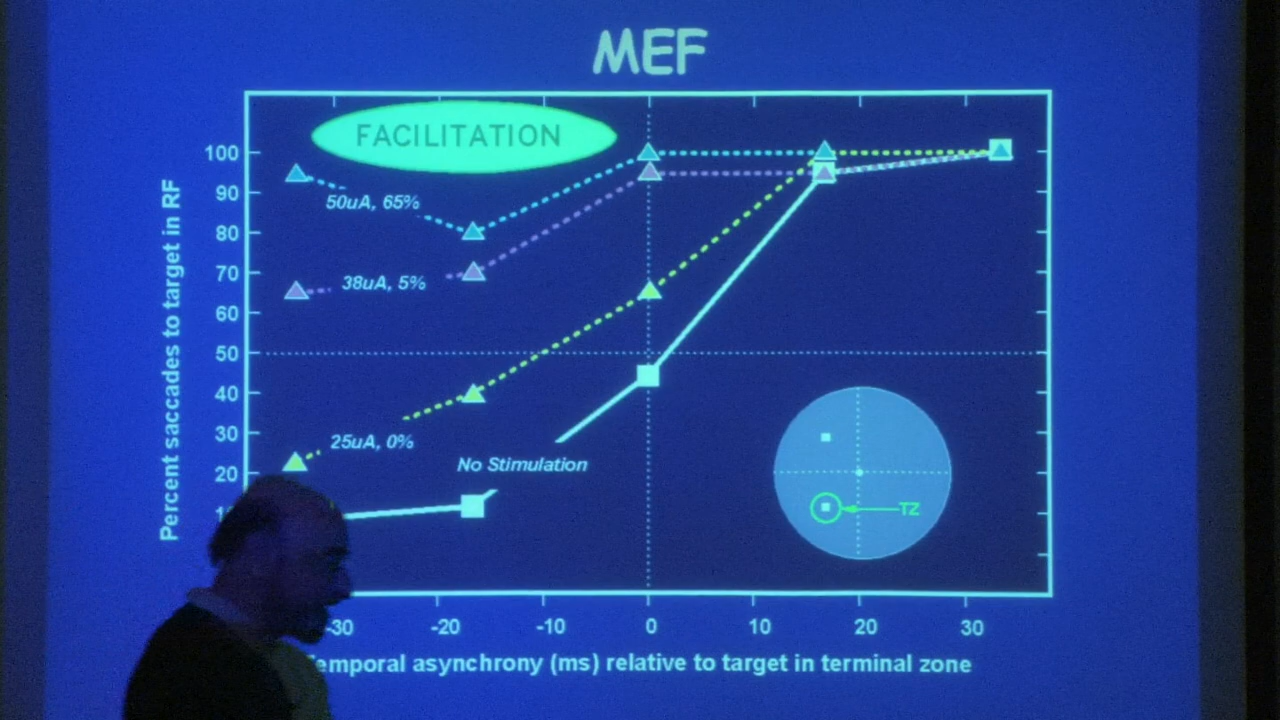 MEF
FACILITATION
Percent saccades to target in RF
100
90
80
70
60
50
40
30
20
50uA, 65%
38uA, 5%
25uA, 0%
No Stimulation
TZ
-30
-20
-10
0
10
20
30
Temporal asynchrony (ms) relative to target in terminal zone